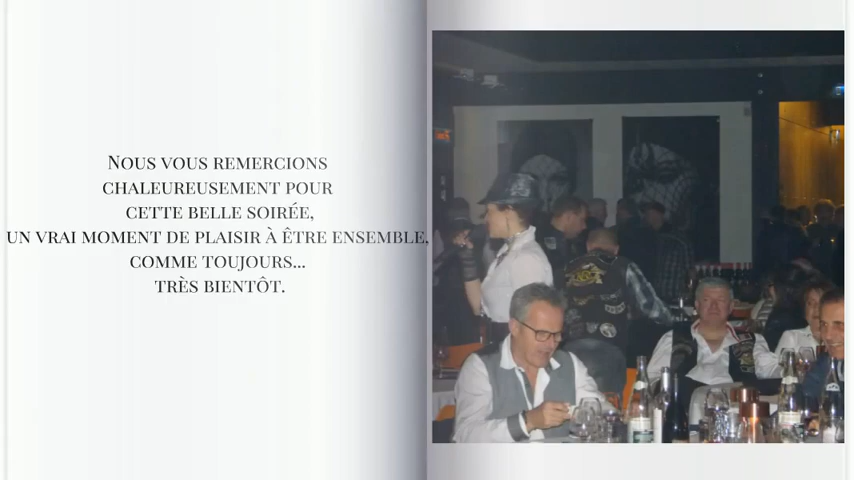 Nous vous remercions
chaleureusement pour
cette belle soirée,
un vrai moment de plaisir à être ensemble,
comme toujours...
très bientôt.